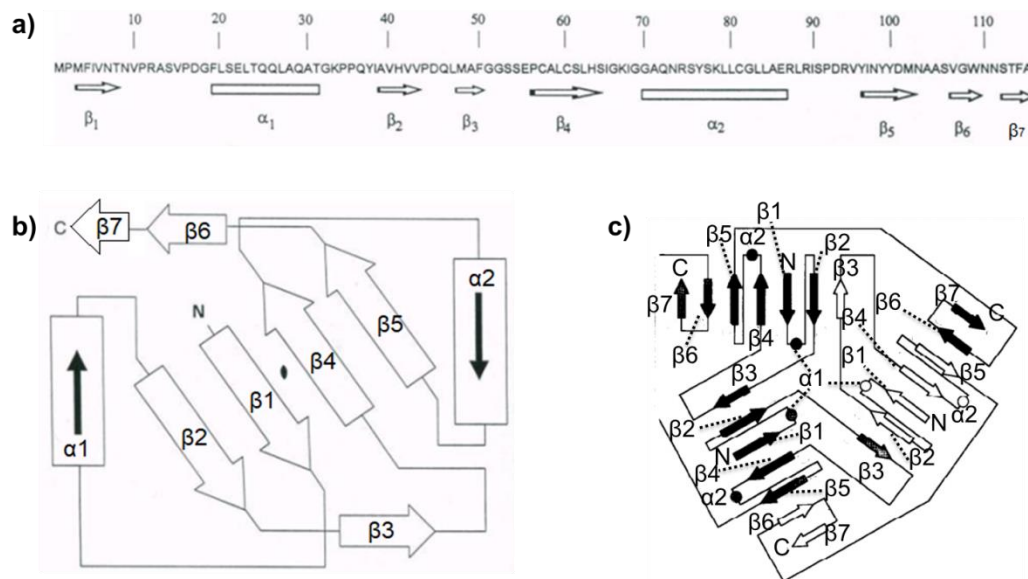 a)
10 20 30 40 50 60 70 80 90 100 110
MPMFIVNTNVPRASVPDGFLSELTQQLAQATGKPPQYIAVHVVPDQLMAFGGSSEPCALCSLHSIGKIGGAQNRSYSKLLCGLLAERLRISPDRVYINYYDMNAASVGWNNSTFA
β1 α1 β2 β3 β4 α2 β5 β6 β7
b)
C β7 β6
α2
N
β5
β4
β1
α1
β2
β3
c)
β1
β5 α2 N β2
C β3
β7 β6 β7 C
β6 β4 β4
β1
β3 α1 β5
β2 N α2
N β1 β2
β4 β3
α2 β5
β6
C β7